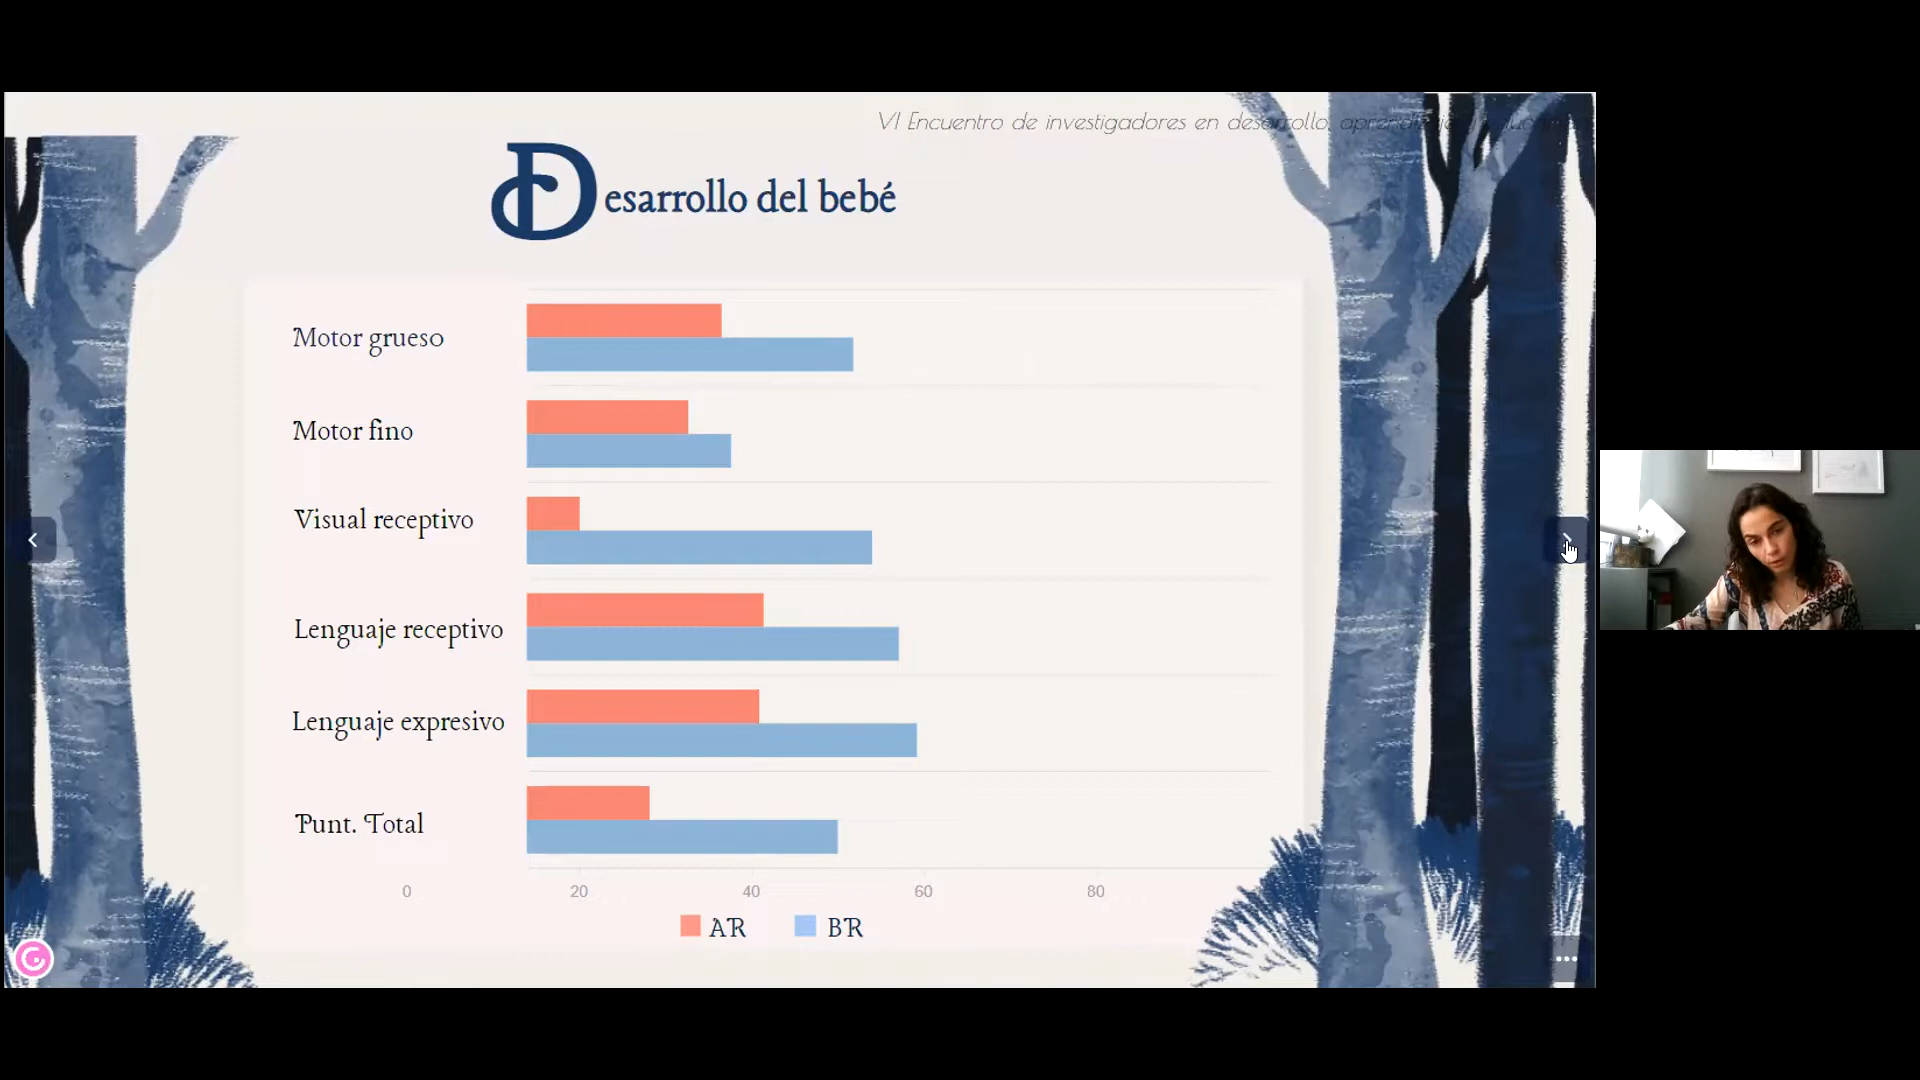 VI Encuentro de investigadores en desarrollo,
Desarrollo del bebé
Motor grueso
Motor fino
Visual receptivo
Lenguaje receptivo
Lenguaje expresivo
Punt. Total
0 20 40 60 80
AR BR